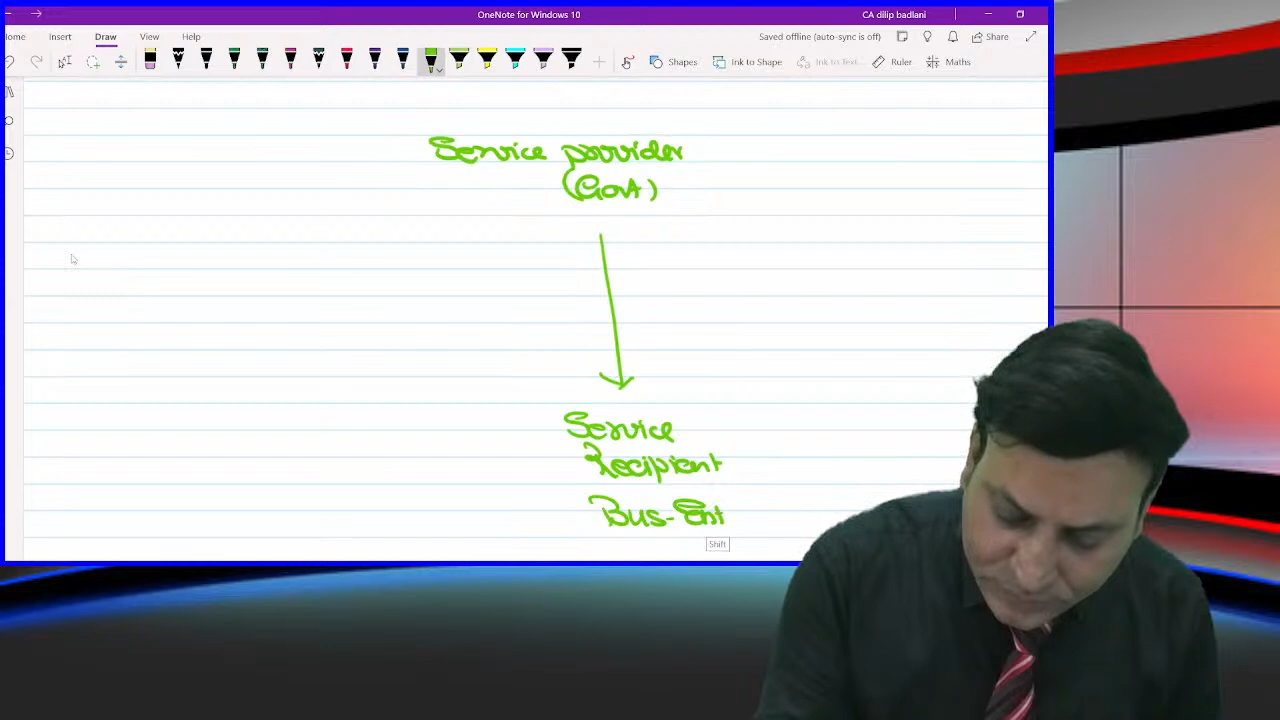 OneNote for Windows 10
CA dilip badlani
ome Insert Draw View Help
Saved offline (auto-sync is off)
Share
Shapes
Ink to Shape
Ink to Text
Ruler
Maths
Service provider
(Govt)
Service
Recipient
Bus-Ent
Shift